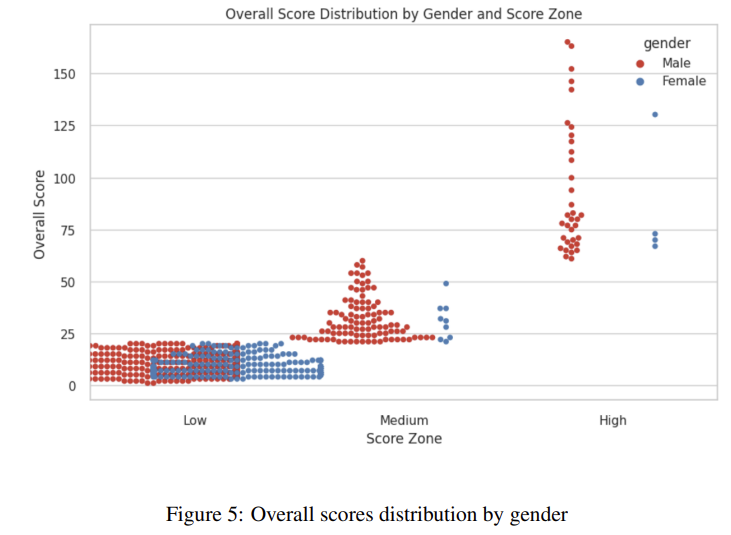 Overall Score Distribution by Gender and Score Zone
gender
Male
Female
150
125
100
75
50
25
0
Overall Score
Low
Medium
High
Score Zone
Figure 5: Overall scores distribution by gender